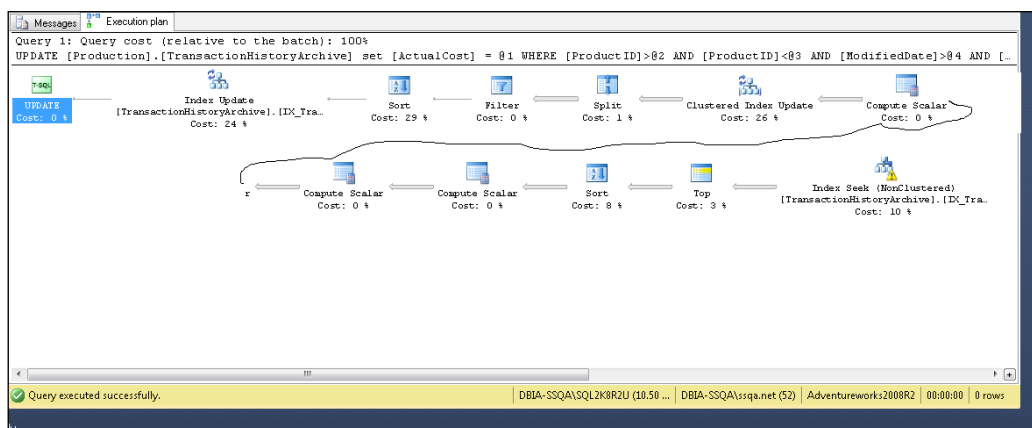 Messages
Execution plan
Query 1: Query cost (relative to the batch): 100%
UPDATE [Production].[TransactionHistoryArchive] set [ActualCost] = @1 WHERE [ProductID]>@2 AND [ProductID]<@3 AND [ModifiedDate]>@4 AND [...
T-SQL
UPDATE
Cost: 0 %
Index Update
[TransactionHistoryArchive].[IX_Tra...
Cost: 24 %
Sort
Cost: 29 %
Filter
Cost: 0 %
Split
Cost: 1 %
Clustered Index Update
Cost: 26 %
Compute Scalar
Cost: 0 %
r
Compute Scalar
Cost: 0 %
Compute Scalar
Cost: 0 %
Sort
Cost: 8 %
Top
Cost: 3 %
Index Seek (NonClustered)
[TransactionHistoryArchive].[IX_Tra...
Cost: 10 %
Query executed successfully.
DBIA-SSQA\SQL2K8R2U (10.50 ...
DBIA-SSQA\ssqa.net (52)
Adventureworks2008R2
00:00:00
0 rows